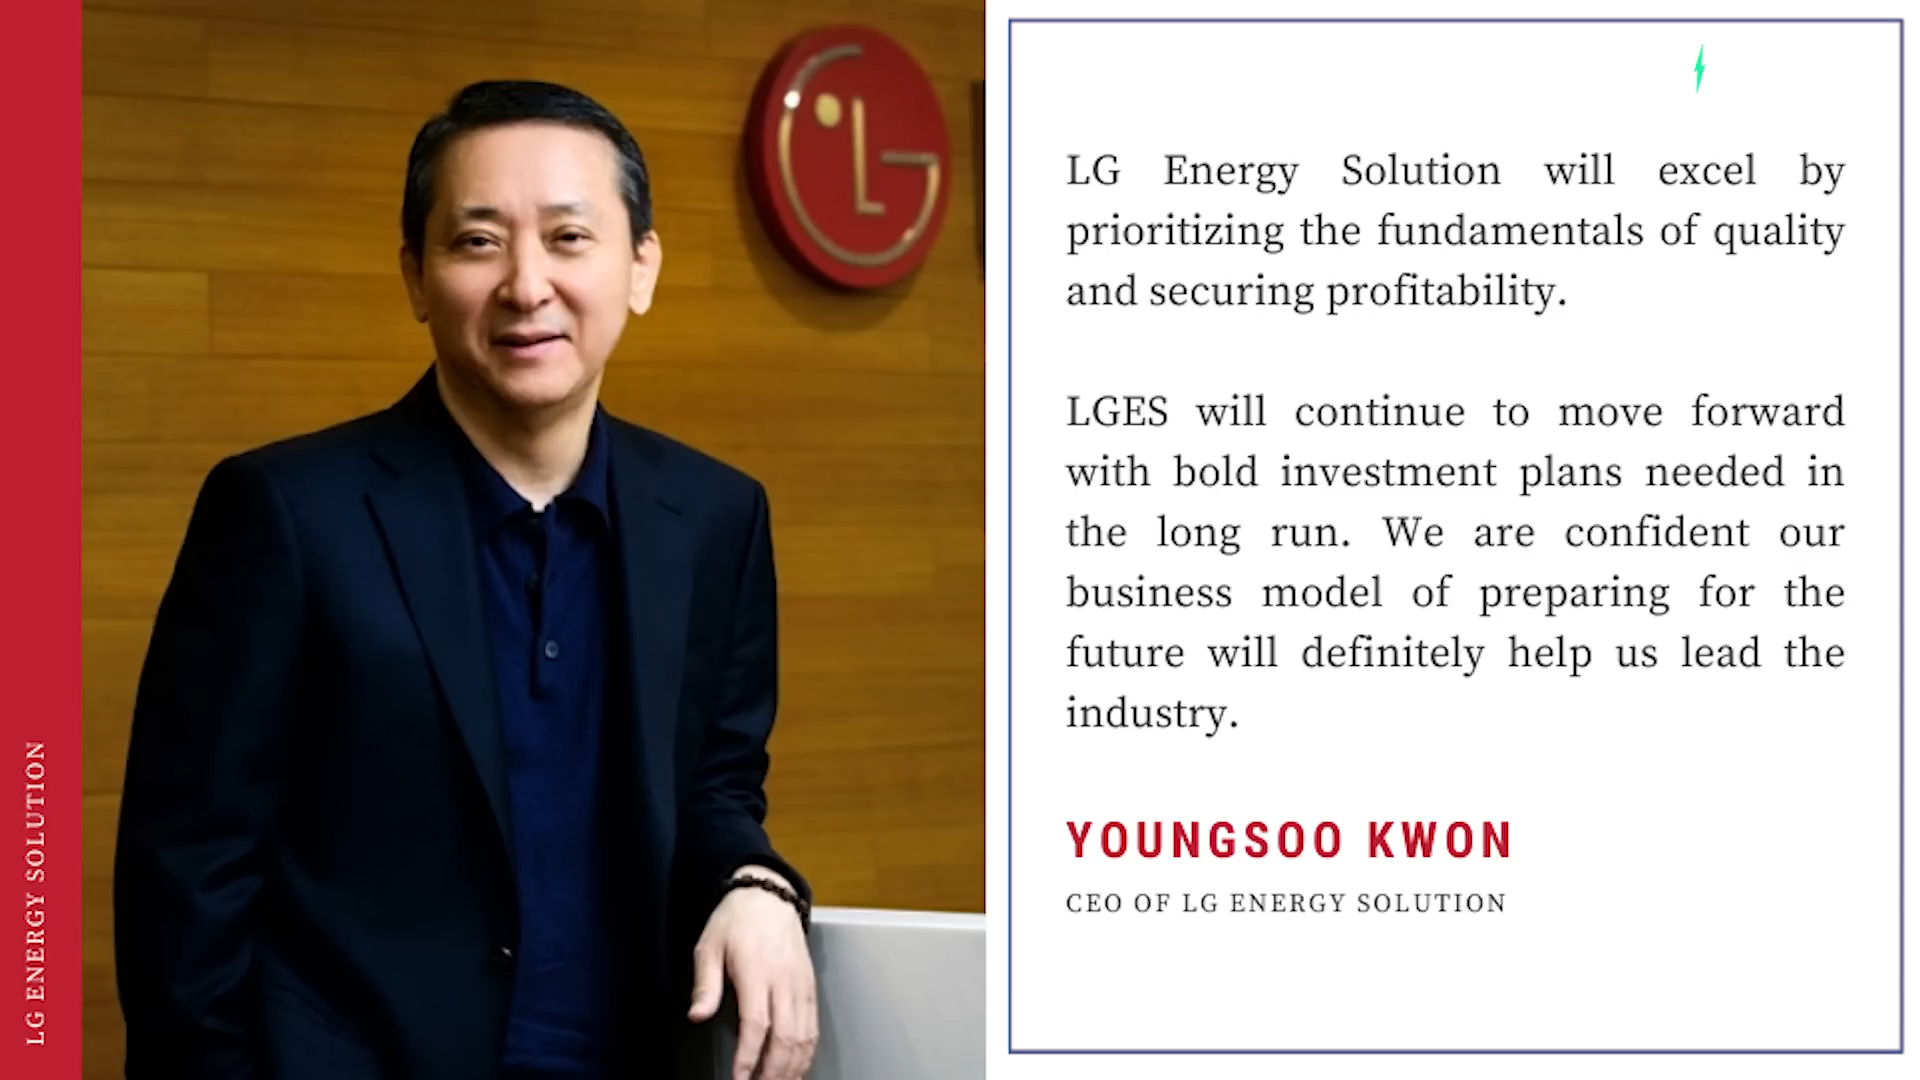 LG ENERGY SOLUTION
LG
LG Energy Solution will excel by
prioritizing the fundamentals of quality
and securing profitability.
LGES will continue to move forward
with bold investment plans needed in
the long run. We are confident our
business model of preparing for the
future will definitely help us lead the
industry.
YOUNGSOO KWON
CEO OF LG ENERGY SOLUTION